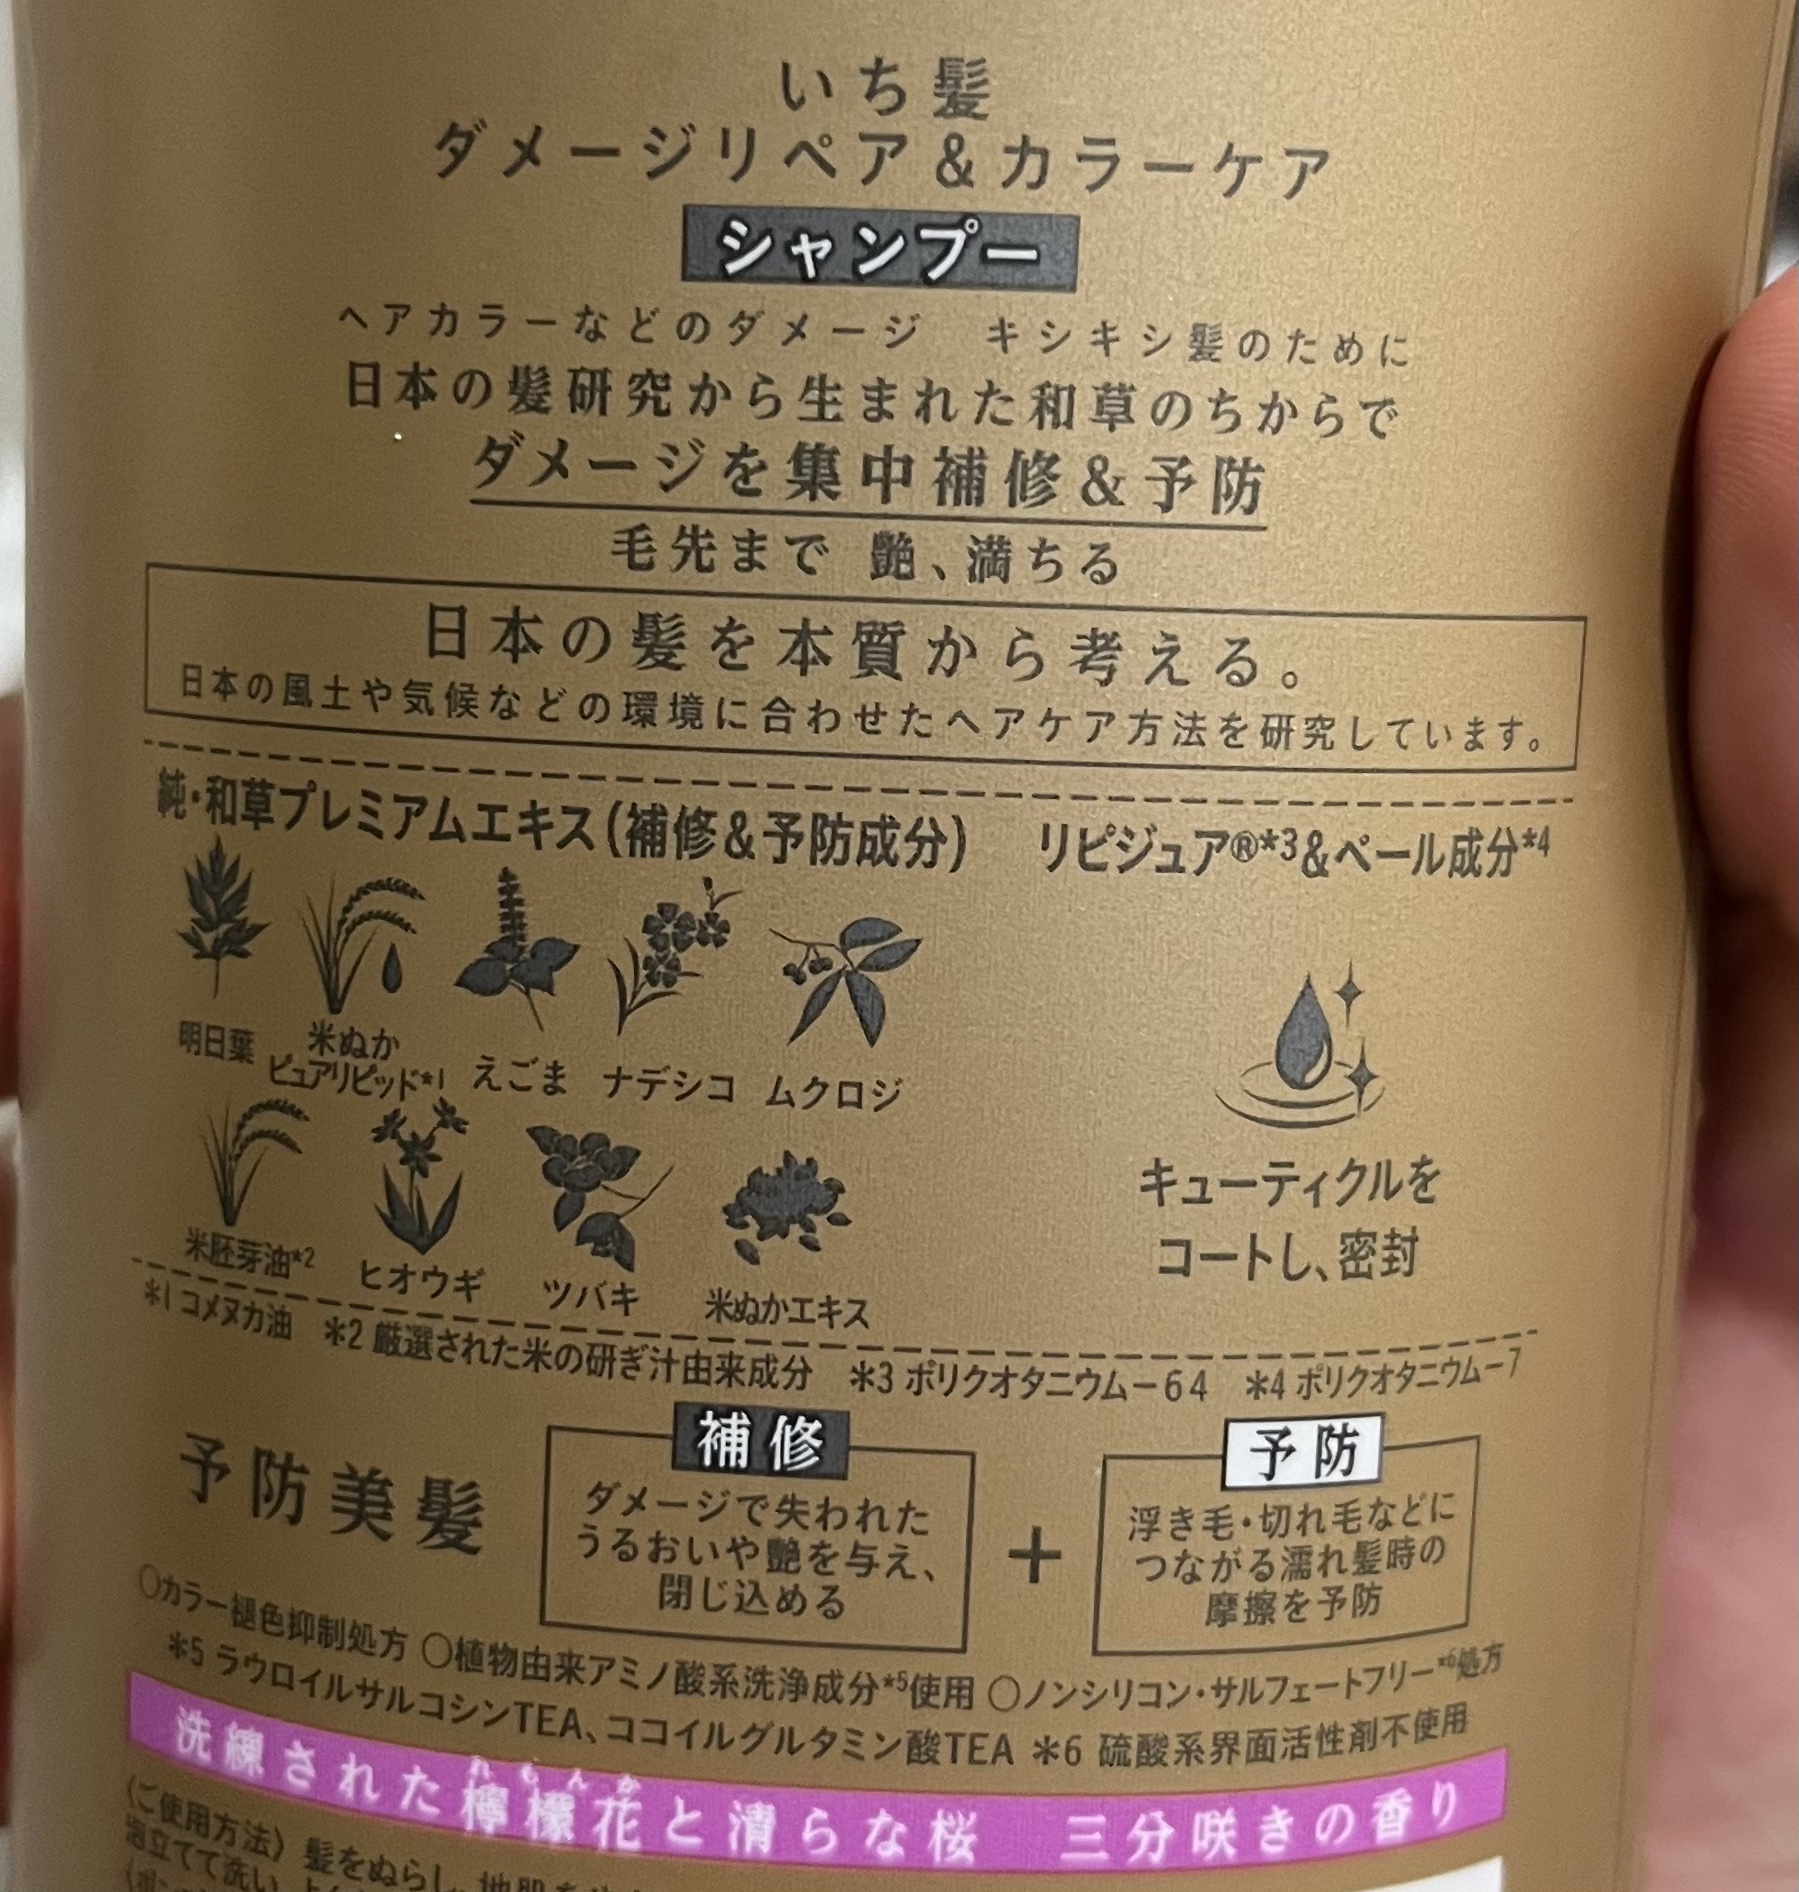 いち髪
ダメージリペア&カラーケア
シャンプー
ヘアカラーなどのダメージ キシキシ髪のために
日本の髪研究から生まれた和草のちからで
ダメージを集中補修&予防
毛先まで 艶、満ちる
日本の髪を本質から考える。
日本の風土や気候などの環境に合わせたヘアケア方法を研究しています。
純・和草プレミアムエキス(補修&予防成分)
明日葉
米ぬか
ピュアリピッド*1
えごま
ナデシコ
ムクロジ
米胚芽油*2
ヒオウギ
ツバキ
米ぬかエキス
リピジュア®*3&ペール成分*4
キューティクルを
コートし、密封
*1 コメヌカ油 *2 厳選された米の研ぎ汁由来成分 *3 ポリクオタニウム-64 *4 ポリクオタニウム-7
予防美髪
補修
ダメージで失われた
うるおいや艶を与え、
閉じ込める
+
予防
浮き毛・切れ毛などに
つながる濡れ髪時の
摩擦を予防
○カラー褪色抑制処方 ○植物由来アミノ酸系洗浄成分*5使用 ○ノンシリコン・サルフェートフリー*6処方
*5 ラウロイルサルコシンTEA、ココイルグルタミン酸TEA *6 硫酸系界面活性剤不使用
洗練された檸檬花と清らな桜 三分咲きの香り
〈ご使用方法〉髪をぬらし、地肌を
泡立てて洗い